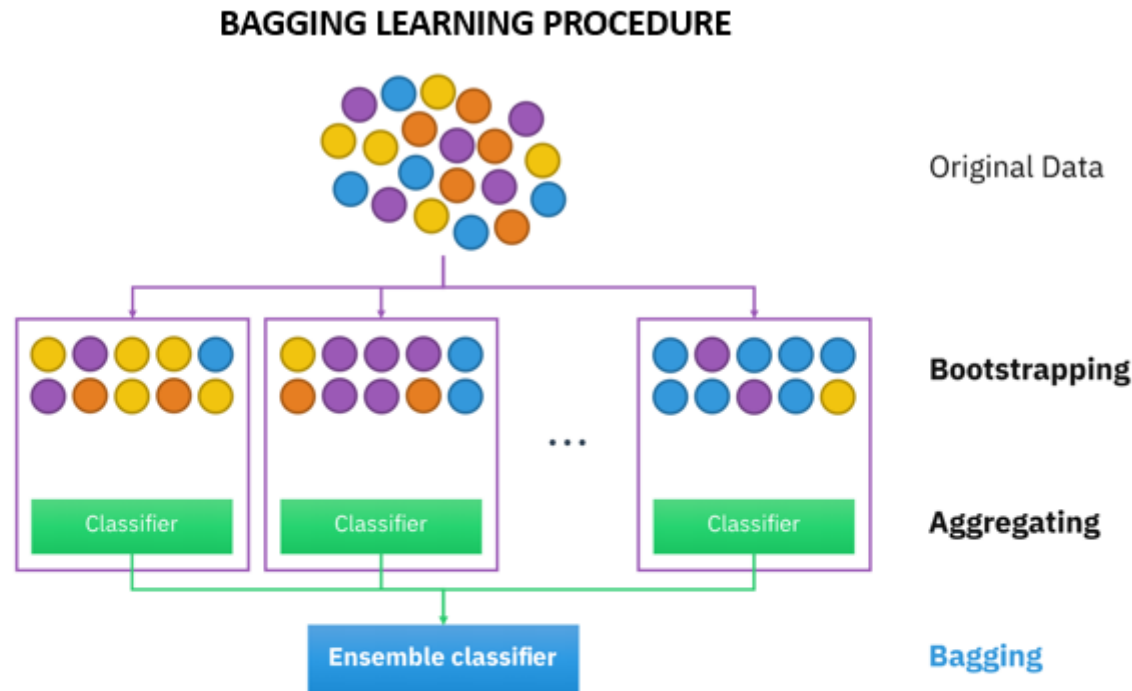 BAGGING LEARNING PROCEDURE
Original Data
Bootstrapping
...
Classifier
Classifier
Classifier
Aggregating
Ensemble classifier
Bagging